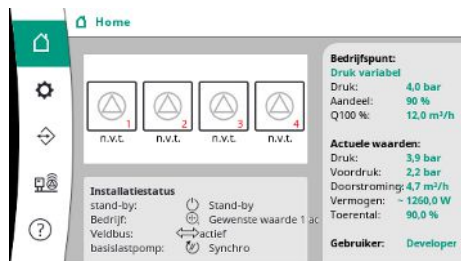 Home
1 2 3 4
n.v.t. n.v.t. n.v.t. n.v.t.
Installatiestatus
stand-by: Stand-by
Bedrijf: Gewenste waarde 1 ac
Veldbus: actief
basislastpomp: Synchro
Bedrijfspunt:
Druk variabel
Druk: 4,0 bar
Aandeel: 90 %
Q100 %: 12,0 m³/h
Actuele waarden:
Druk: 3,9 bar
Voordruk: 2,2 bar
Doorstroming: 4,7 m³/h
Vermogen: ~ 1260,0 W
Toerental: 90,0 %
Gebruiker: Developer